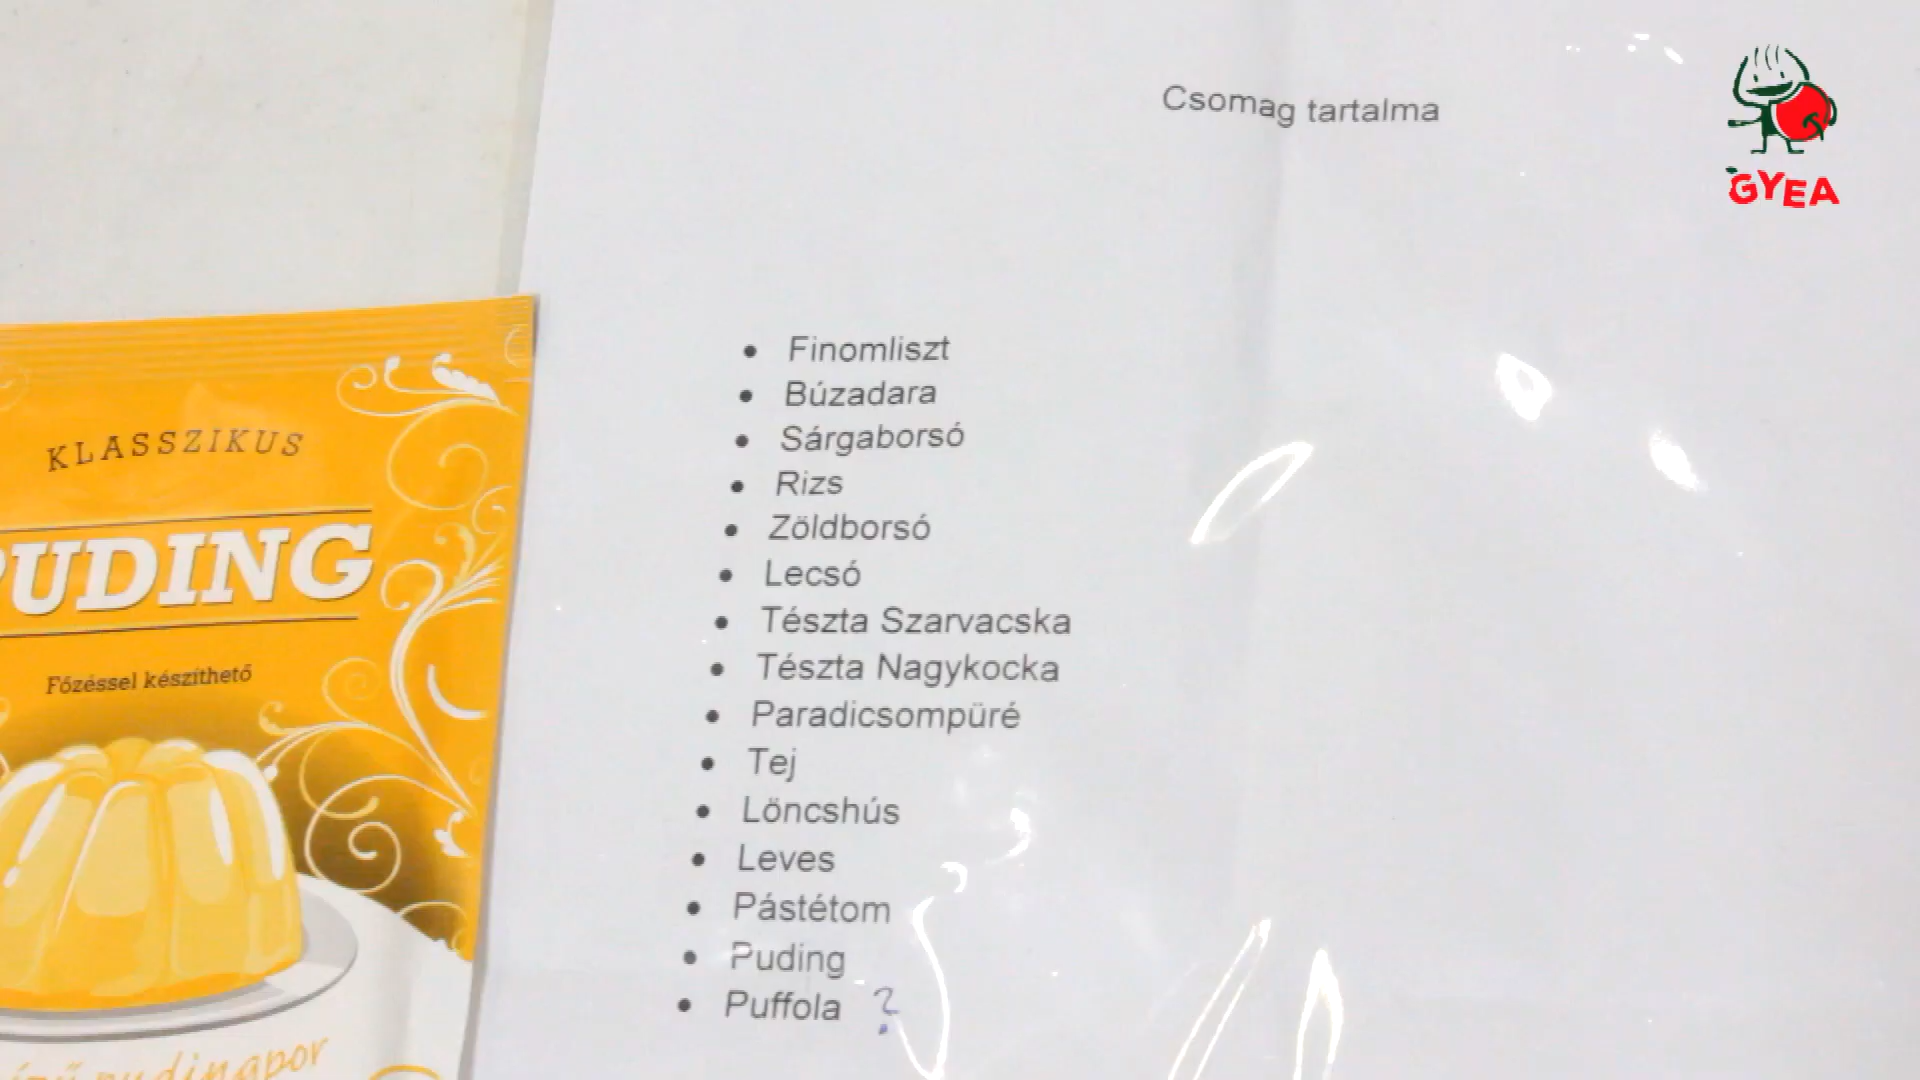 Csomag tartalma
GYEA
KLASSZIKUS
PUDING
Főzéssel készíthető
pudingpor
• Finomliszt
• Búzadara
• Sárgaborsó
• Rizs
• Zöldborsó
• Lecsó
• Tészta Szarvacska
• Tészta Nagykocka
• Paradicsompüré
• Tej
• Löncshús
• Leves
• Pástétom
• Puding
• Puffola ?